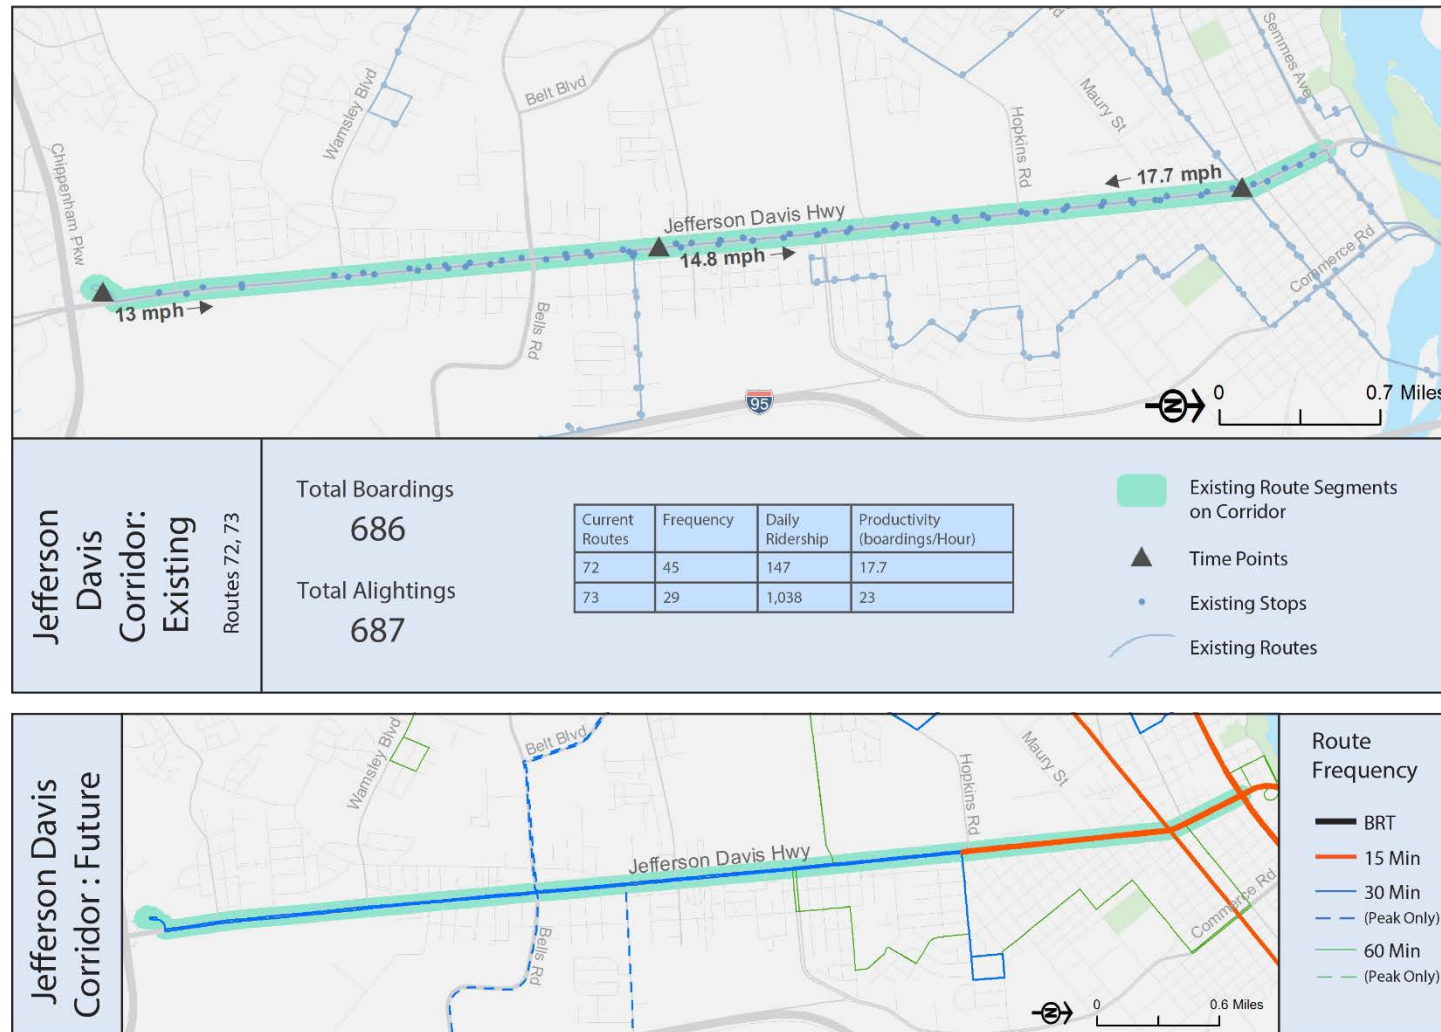 Semmes Ave
Belt Blvd
Wamsley Blvd
Maury St
Hopkins Rd
Chippenham Pkwy
17.7 mph
Jefferson Davis Hwy
14.8 mph
Commerce Rd
13 mph
Bells Rd
95
N
0
0.7 Miles
Jefferson
Davis
Corridor:
Existing
Routes 72, 73
Total Boardings
686
Total Alightings
687
Current Routes | Frequency | Daily Ridership | Productivity (boardings/Hour)
72 | 45 | 147 | 17.7
73 | 29 | 1,038 | 23
Existing Route Segments
on Corridor
Time Points
Existing Stops
Existing Routes
Jefferson Davis
Corridor : Future
Belt Blvd
Wamsley Blvd
Maury St
Hopkins Rd
Jefferson Davis Hwy
Commerce Rd
Bells Rd
N
0
0.6 Miles
Route
Frequency
BRT
15 Min
30 Min
(Peak Only)
60 Min
(Peak Only)